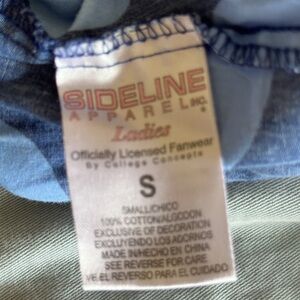 SIDELINE
APPAREL INC.
Ladies
Officially Licensed Fanwear
By College Concepts
S
SMALL/CHICO
100% COTTON/ALGODON
EXCLUSIVE OF DECORATION
EXCLUYENDO LOS ADORNOS
MADE IN/HECHO EN CHINA
SEE REVERSE FOR CARE
VE EL REVERSO PARA EL CUIDADO